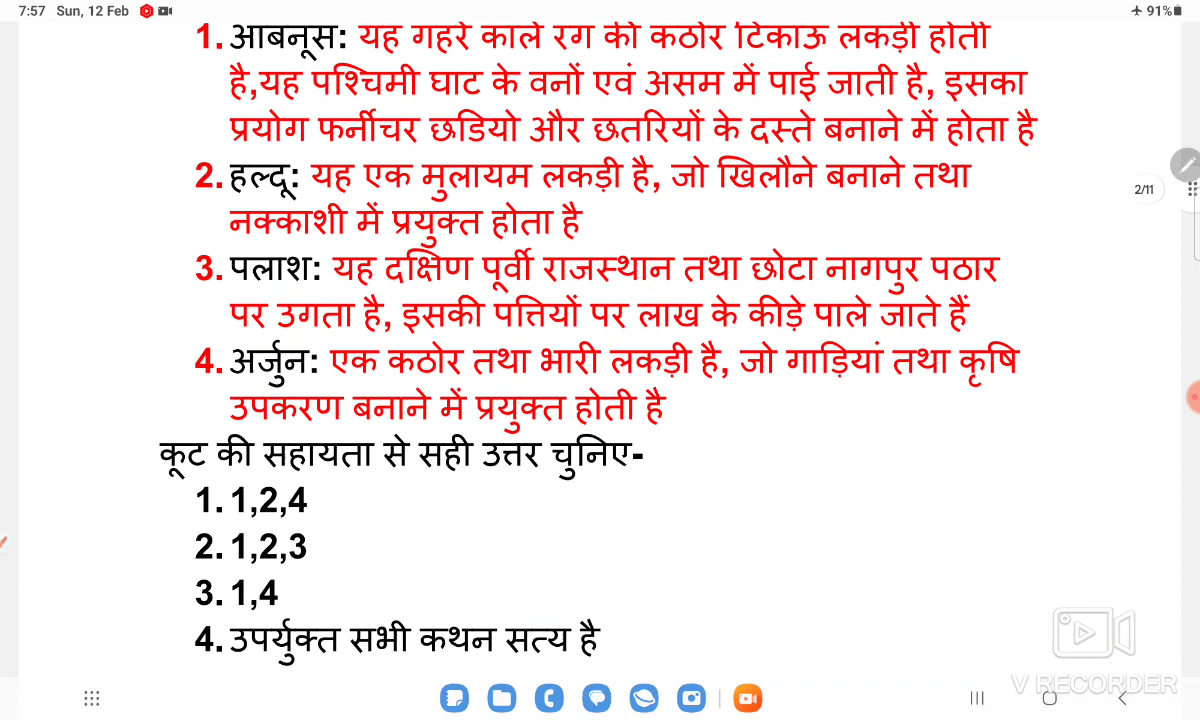 7:57 Sun, 12 Feb 91%
1. आबनूस: यह गहरे काले रंग की कठोर टिकाऊ लकड़ी होती
है,यह पश्चिमी घाट के वनों एवं असम में पाई जाती है, इसका
प्रयोग फर्नीचर छडियो और छतरियों के दस्ते बनाने में होता है
2. हल्दू: यह एक मुलायम लकड़ी है, जो खिलौने बनाने तथा
2/11
नक्काशी में प्रयुक्त होता है
3. पलाश: यह दक्षिण पूर्वी राजस्थान तथा छोटा नागपुर पठार
पर उगता है, इसकी पत्तियों पर लाख के कीड़े पाले जाते हैं
4. अर्जुन: एक कठोर तथा भारी लकड़ी है, जो गाड़ियां तथा कृषि
उपकरण बनाने में प्रयुक्त होती है
कूट की सहायता से सही उत्तर चुनिए-
1. 1,2,4
2. 1,2,3
3. 1,4
4. उपर्युक्त सभी कथन सत्य है
V RECORDER